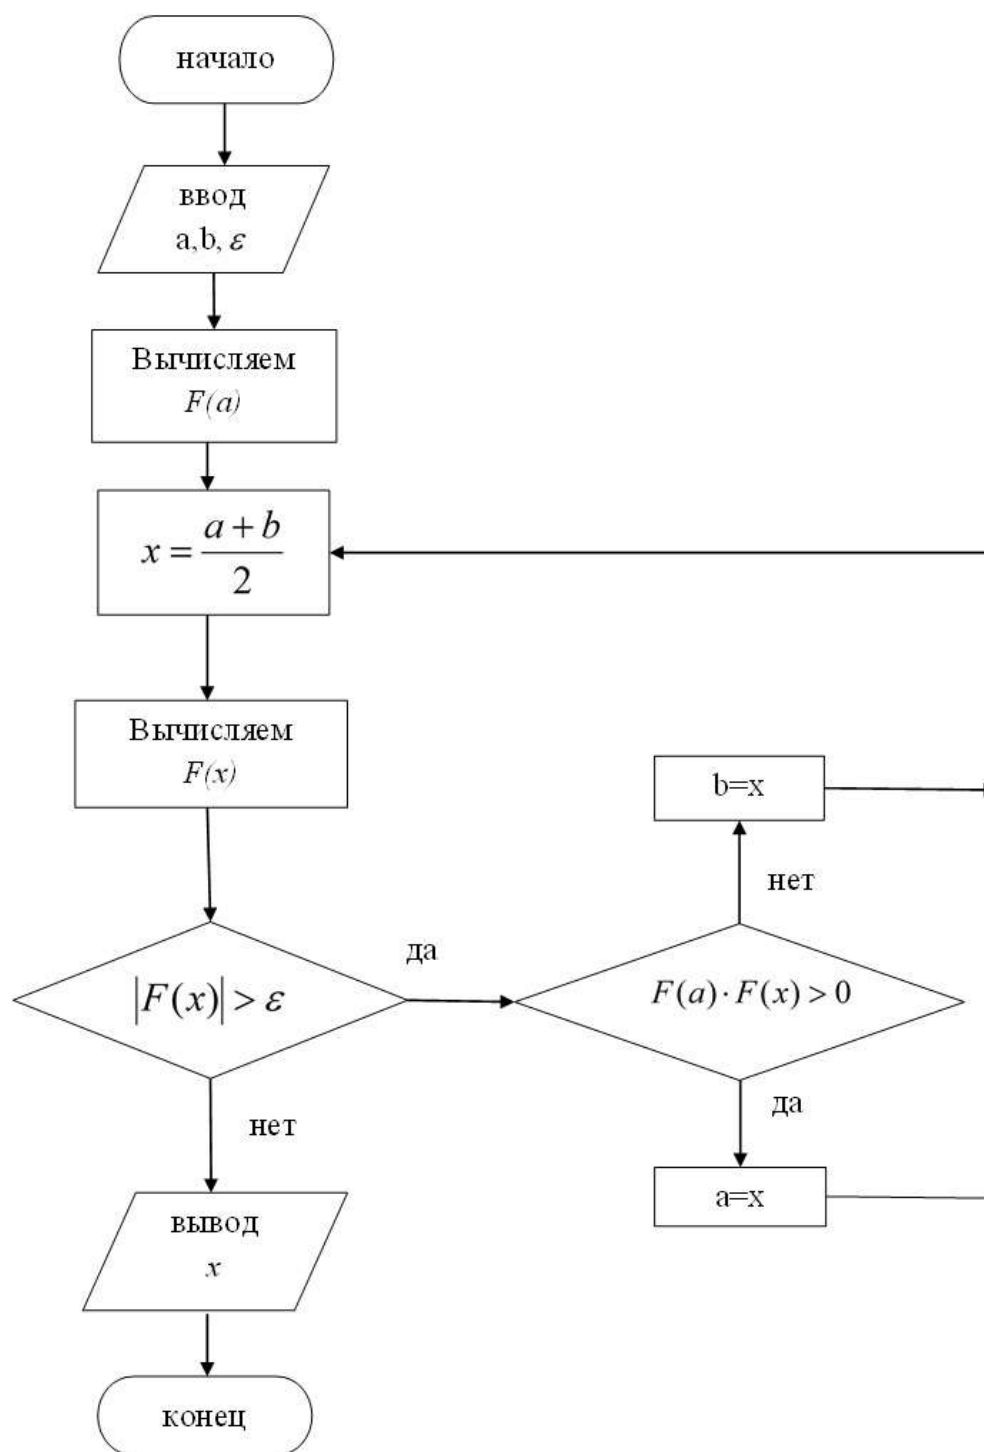 начало
ввод
a,b, ε
Вычисляем
F(a)
x = (a + b) / 2
Вычисляем
F(x)
b=x
нет
да
|F(x)| > ε
F(a) · F(x) > 0
да
нет
a=x
вывод
x
конец